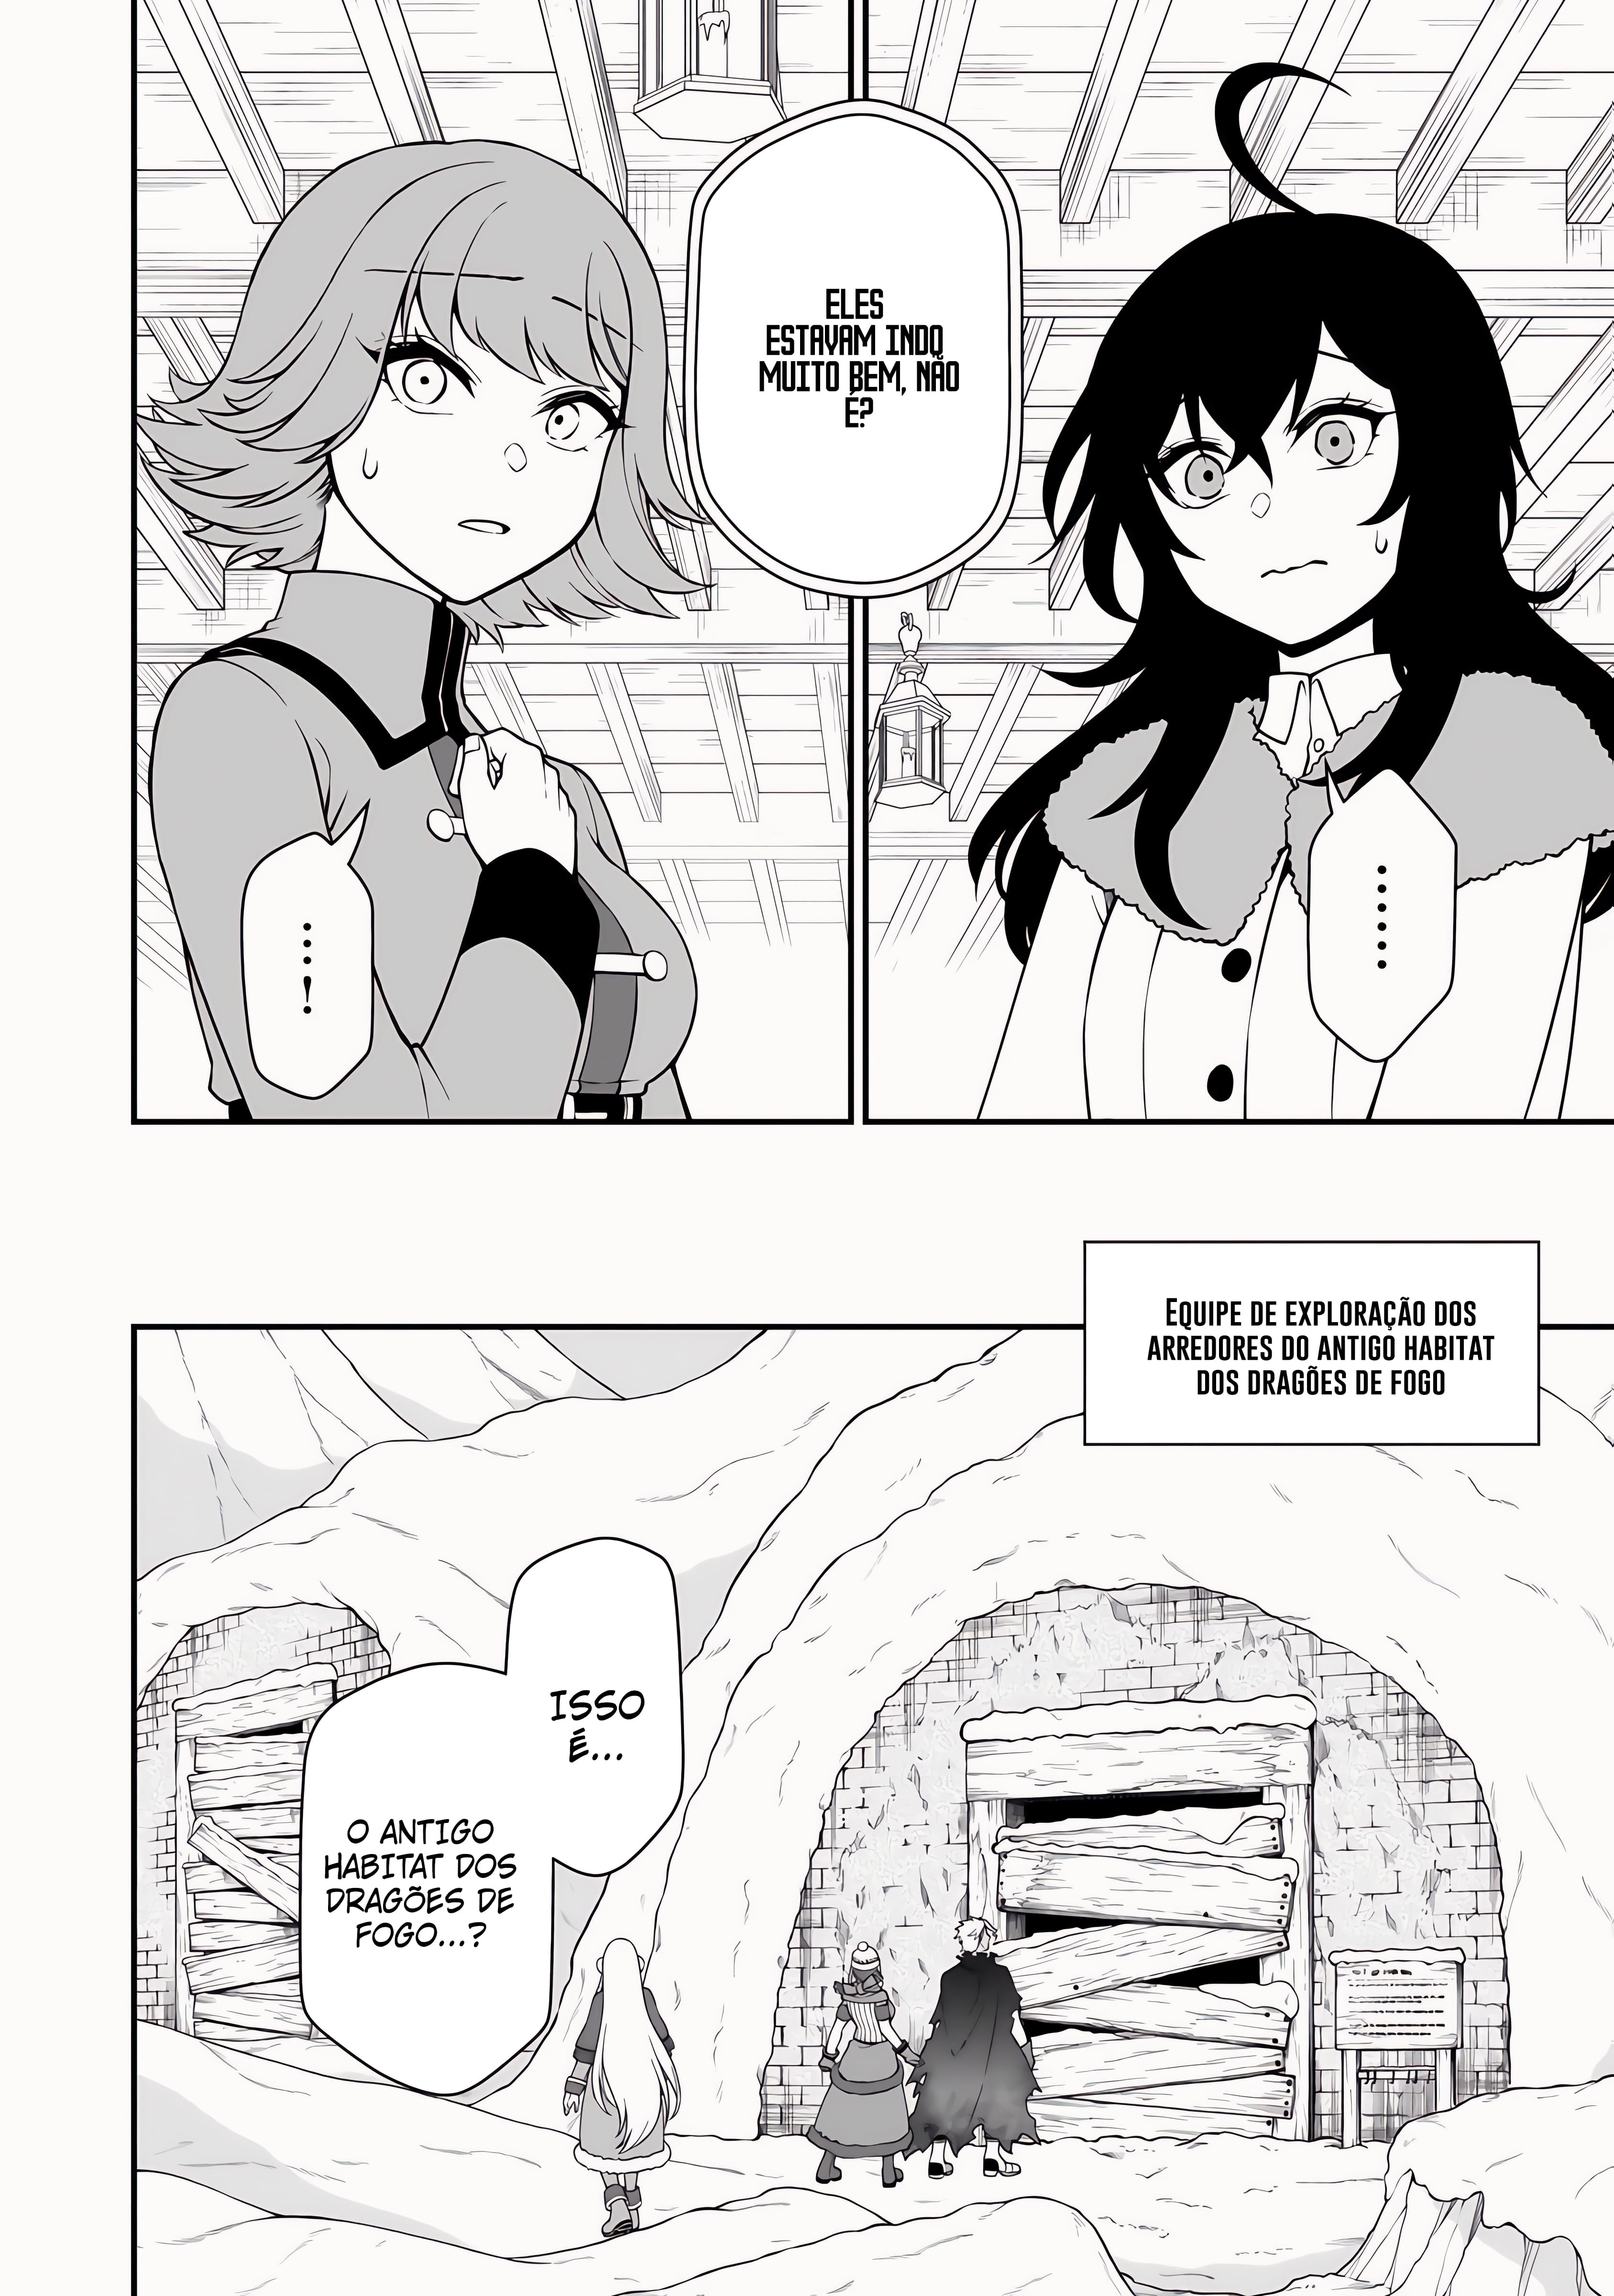 ELES
ESTAVAM INDO
MUITO BEM, NÃO
É?
......
....!
EQUIPE DE EXPLORAÇÃO DOS
ARREDORES DO ANTIGO HABITAT
DOS DRAGÕES DE FOGO
ISSO
É...
O ANTIGO
HABITAT DOS
DRAGÕES DE
FOGO...?